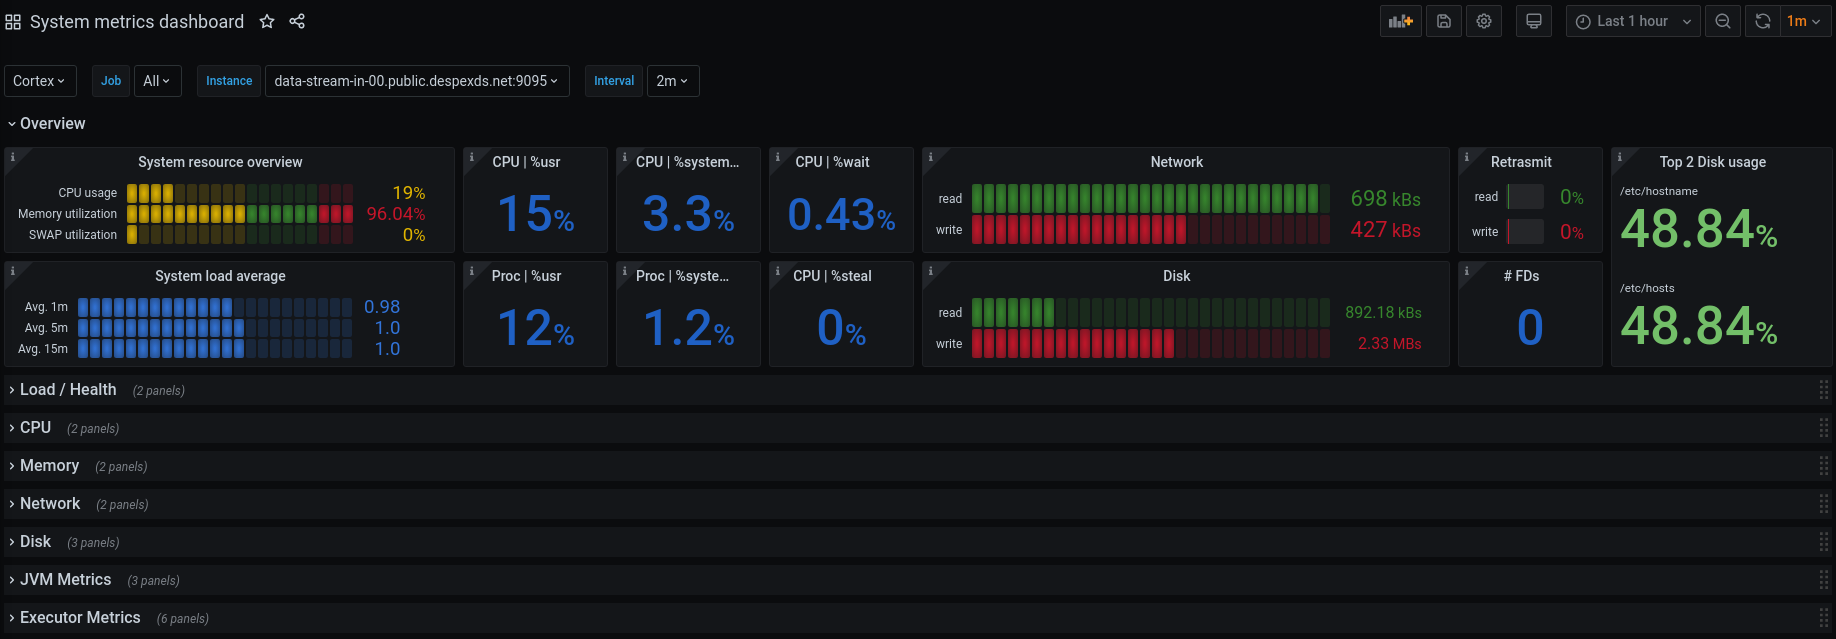 System metrics dashboard
Last 1 hour
1m
Cortex Job All Instance data-stream-in-00.public.despexds.net:9095 Interval 2m
Overview
System resource overview
CPU usage 19%
Memory utilization 96.04%
SWAP utilization 0%
CPU | %usr
15%
CPU | %system...
3.3%
CPU | %wait
0.43%
Network
read 698 kBs
write 427 kBs
Retrasmit
read 0%
write 0%
Top 2 Disk usage
/etc/hostname
48.84%
/etc/hosts
48.84%
System load average
Avg. 1m 0.98
Avg. 5m 1.0
Avg. 15m 1.0
Proc | %usr
12%
Proc | %syste...
1.2%
CPU | %steal
0%
Disk
read 892.18 kBs
write 2.33 MBs
# FDs
0
Load / Health (2 panels)
CPU (2 panels)
Memory (2 panels)
Network (2 panels)
Disk (3 panels)
JVM Metrics (3 panels)
Executor Metrics (6 panels)